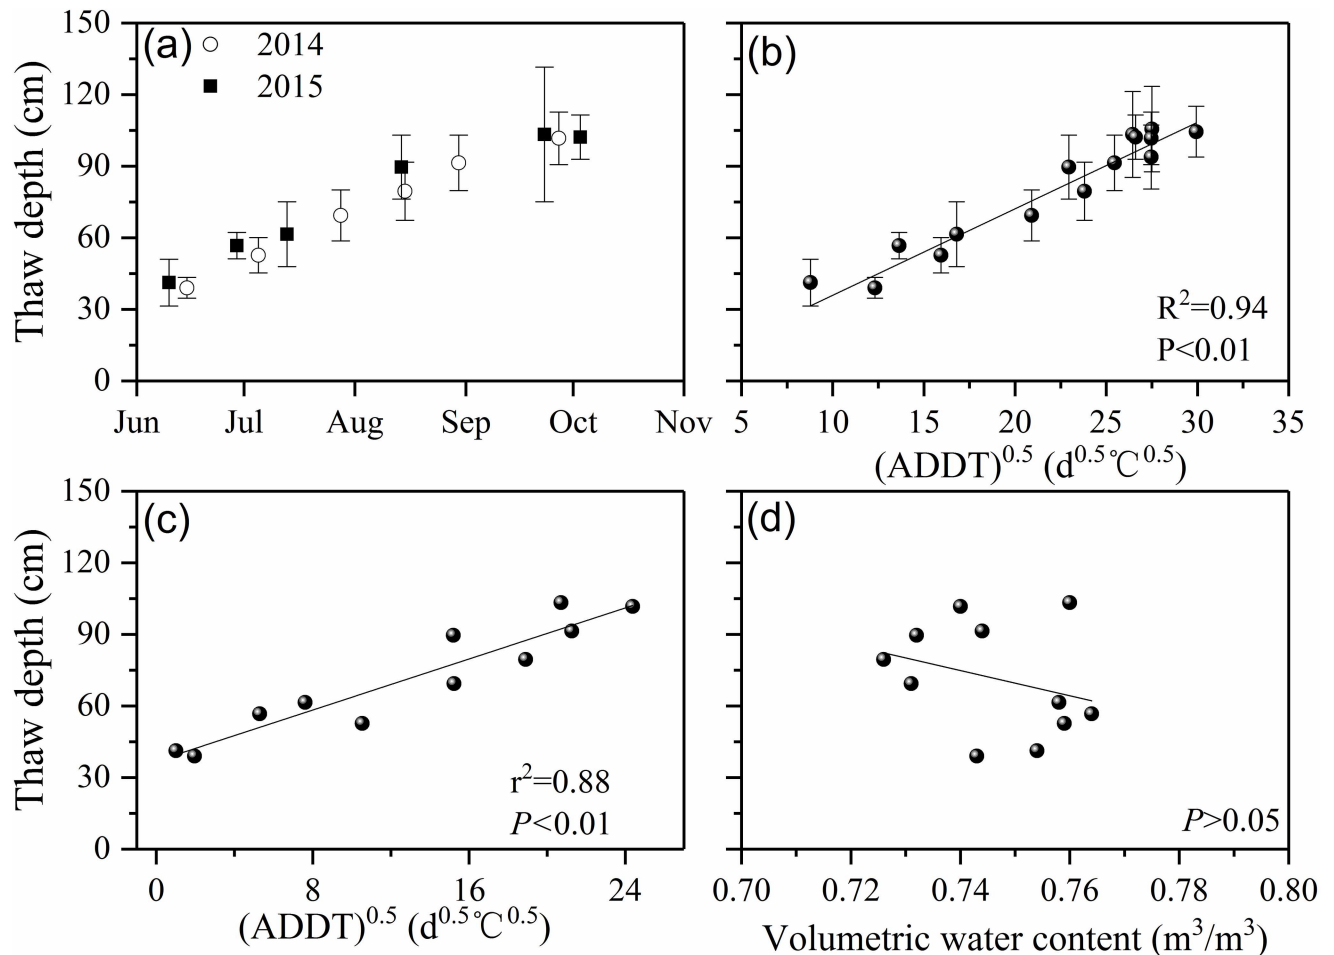 (a)
2014
2015
Thaw depth (cm)
150
120
90
60
30
0
Jun Jul Aug Sep Oct Nov
(b)
R²=0.94
P<0.01
5 10 15 20 25 30 35
(ADDT)⁰·⁵ (d⁰·⁵℃⁰·⁵)
(c)
Thaw depth (cm)
150
120
90
60
30
0
r²=0.88
P<0.01
0 8 16 24
(ADDT)⁰·⁵ (d⁰·⁵℃⁰·⁵)
(d)
P>0.05
0.70 0.72 0.74 0.76 0.78 0.80
Volumetric water content (m³/m³)